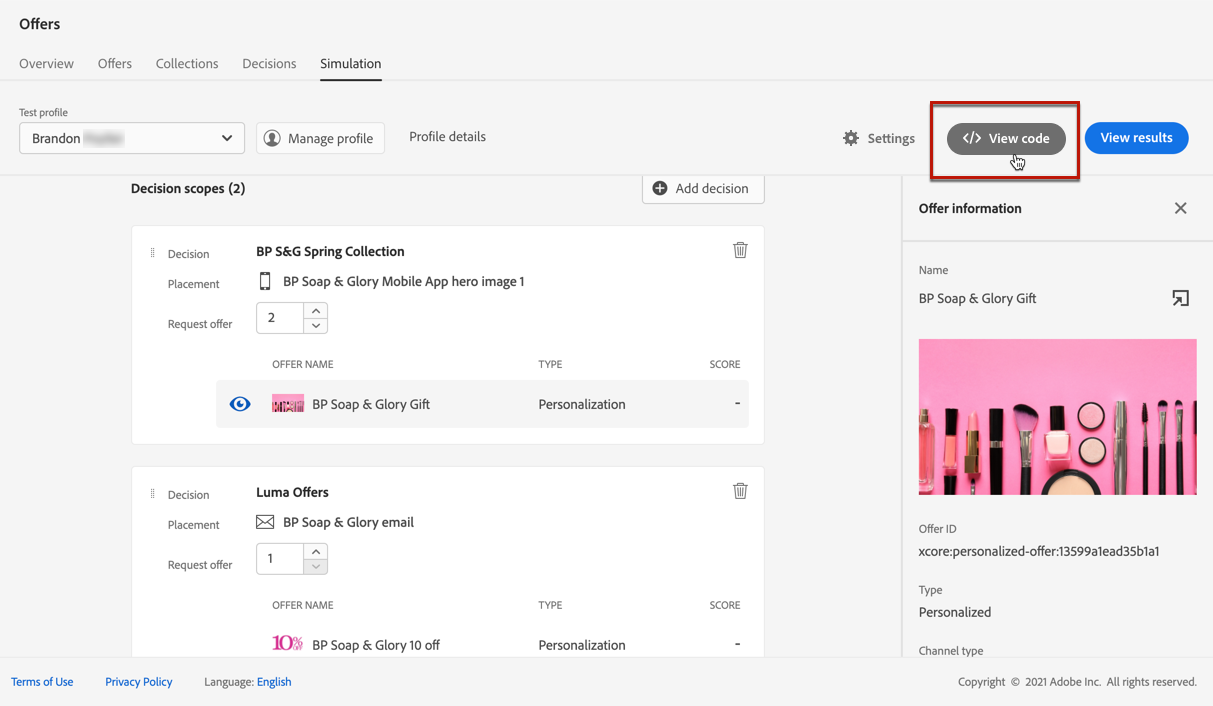 Offers
Overview Offers Collections Decisions Simulation
Test profile
Brandon
Manage profile
Profile details
Settings
</> View code
View results
Decision scopes (2)
Add decision
Decision BP S&G Spring Collection
Placement BP Soap & Glory Mobile App hero image 1
Request offer 2
OFFER NAME TYPE SCORE
BP Soap & Glory Gift Personalization -
Decision Luma Offers
Placement BP Soap & Glory email
Request offer 1
OFFER NAME TYPE SCORE
10% BP Soap & Glory 10 off Personalization -
Offer information
Name
BP Soap & Glory Gift
Offer ID
xcore:personalized-offer:13599a1ead35b1a1
Type
Personalized
Channel type
Terms of Use Privacy Policy Language: English Copyright © 2021 Adobe Inc. All rights reserved.